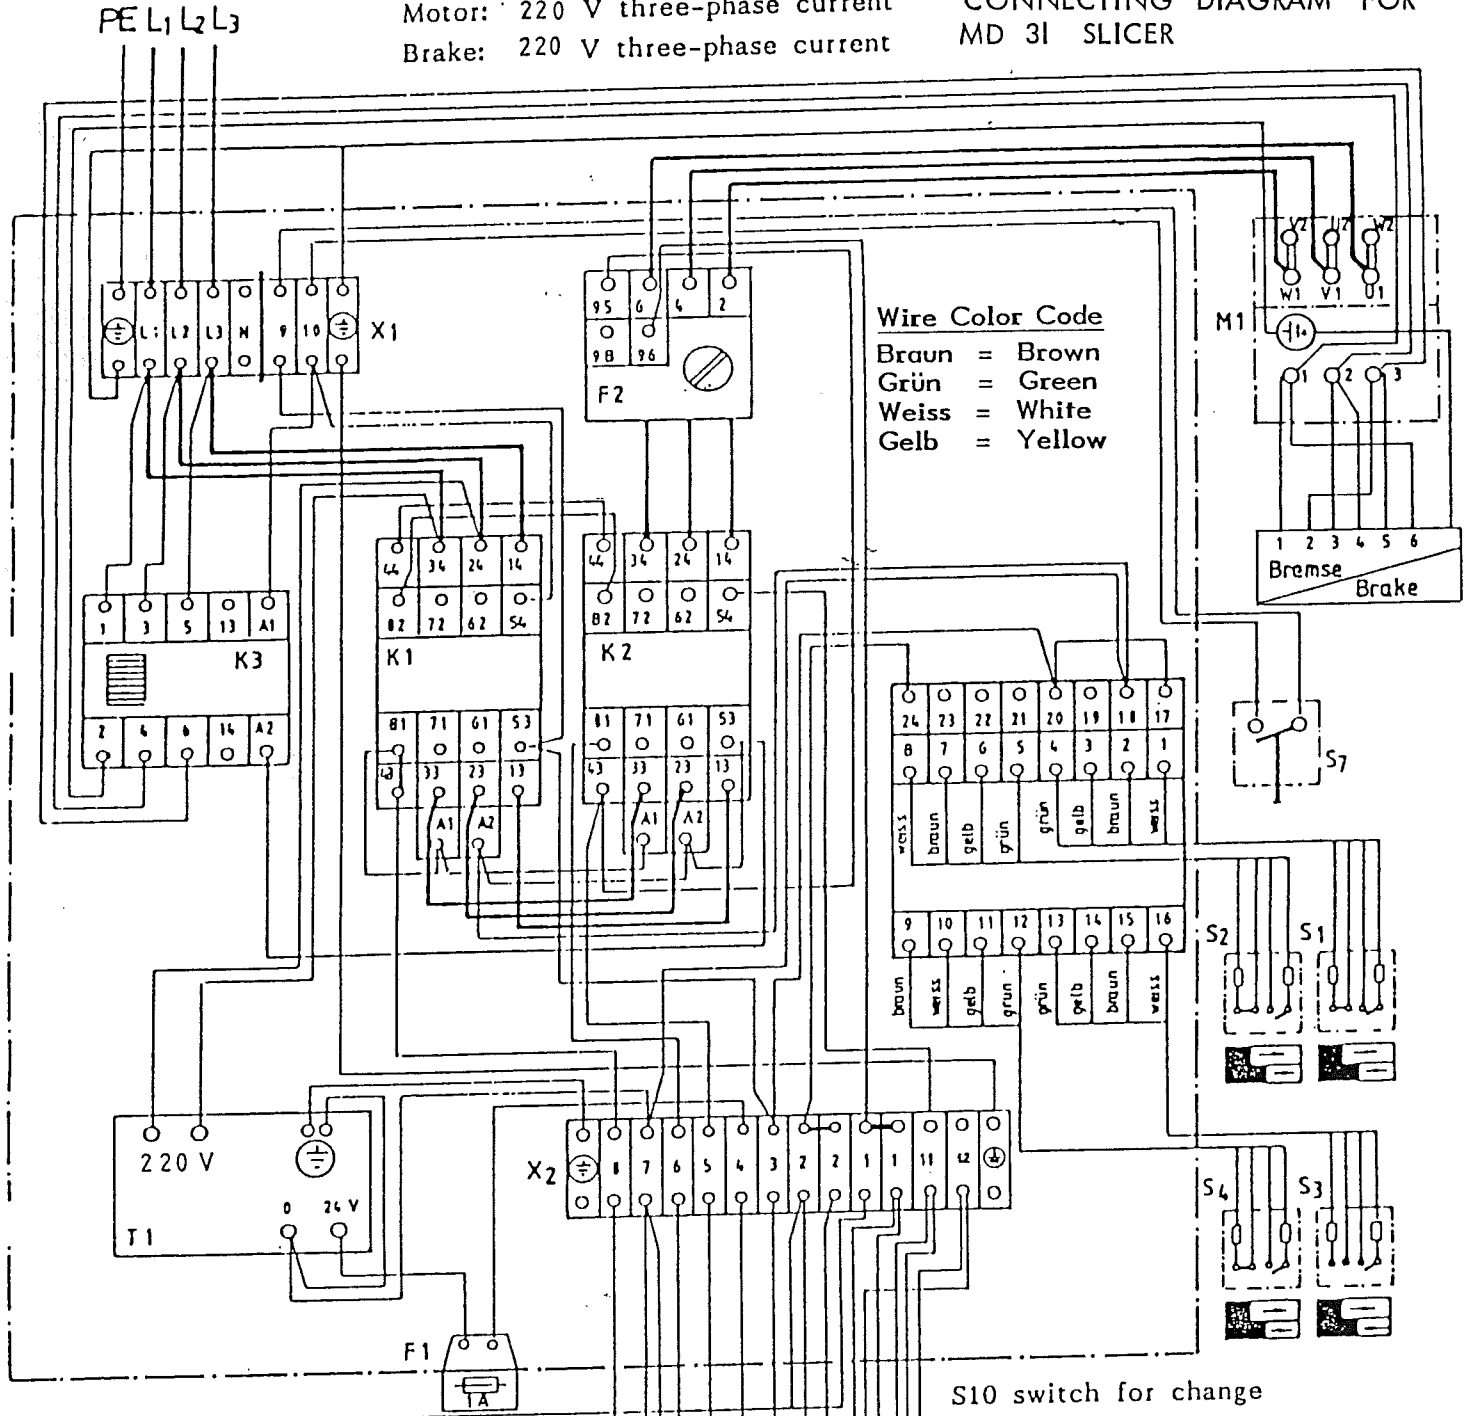 PE L1 L2 L3
Motor: 220 V three-phase current
Brake: 220 V three-phase current
CONNECTING DIAGRAM FOR
MD 31 SLICER
L1 L2 L3 N 9 10
X1
95 6 4 2
98 96
F2
Wire Color Code
Braun = Brown
Grün = Green
Weiss = White
Gelb = Yellow
V2 U2 W2
W1 V1 U1
M1
1 2 3
1 2 3 4 5 6
Bremse
Brake
1 3 5 13 A1
K3
2 4 6 14 A2
44 34 24 14
82 72 62 54
K1
81 71 61 53
43 33 23 13
A1 A2
44 34 24 14
82 72 62 54
K2
81 71 61 53
43 33 23 13
A1 A2
24 23 22 21 20 19 18 17
8 7 6 5 4 3 2 1
weiss braun gelb grün grün gelb braun weiss
9 10 11 12 13 14 15 16
braun weiss gelb grün grün gelb braun weiss
S7
S2 S1
S4 S3
220 V
0 24 V
T1
X2
8 7 6 5 4 3 2 2 1 1 11 12
F1
1A
S10 switch for change